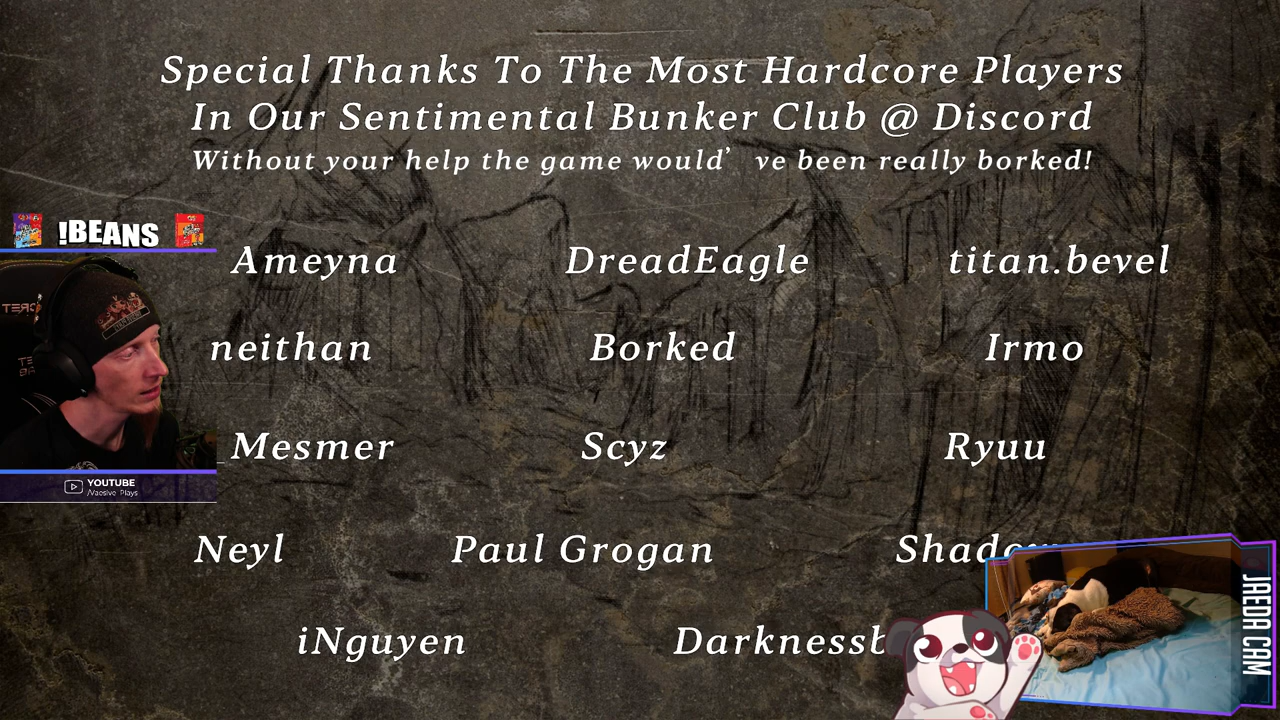 Special Thanks To The Most Hardcore Players
In Our Sentimental Bunker Club @ Discord
Without your help the game would’ ve been really borked!
!BEANS
Ameyna DreadEagle titan.bevel
neithan Borked Irmo
Mesmer Scyz Ryuu
YOUTUBE
/Vaesive_Plays
Neyl Paul Grogan
iNguyen
JAEDA CAM